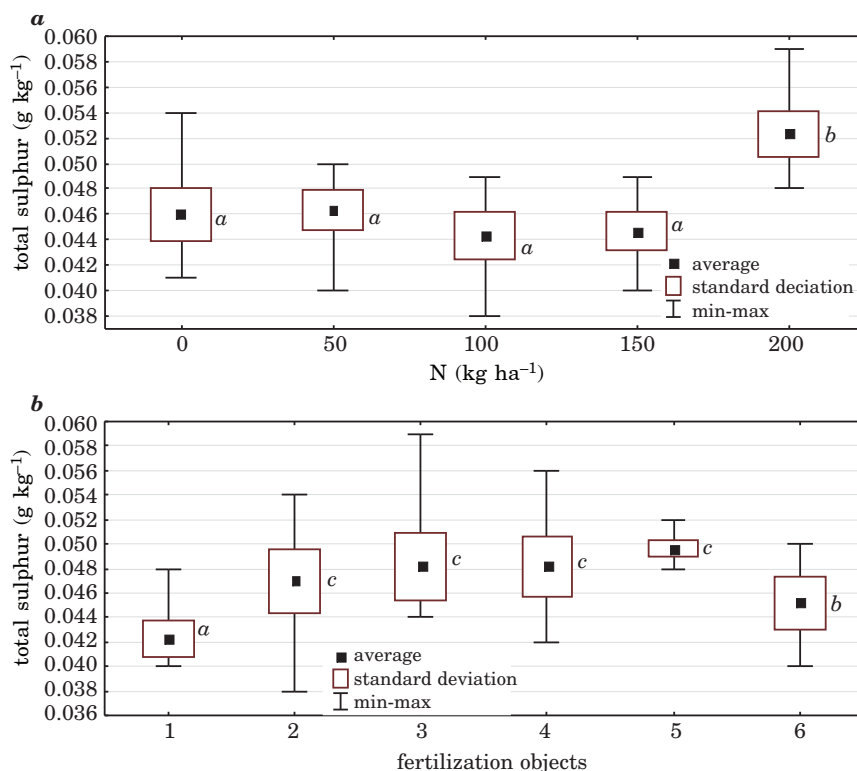 a
total sulphur (g kg⁻¹)
0.060
0.058
0.056
0.054
0.052
0.050
0.048
0.046
0.044
0.042
0.040
0.038
a
a
a
a
b
average
standard deciation
min-max
0 50 100 150 200
N (kg ha⁻¹)
b
total sulphur (g kg⁻¹)
0.060
0.058
0.056
0.054
0.052
0.050
0.048
0.046
0.044
0.042
0.040
0.038
0.036
a
c
c
c
c
b
average
standard deviation
min-max
1 2 3 4 5 6
fertilization objects